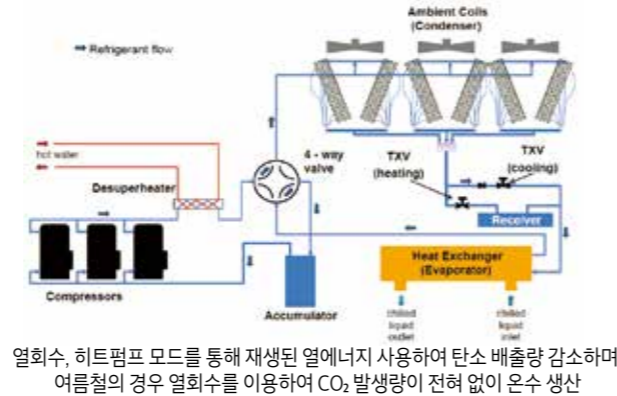 Ambient Coils
(Condenser)
Refrigerant flow
hot water
Desuperheater
4 - way
valve
TXV
(heating)
TXV
(cooling)
Receiver
Heat Exchanger
(Evaporator)
Compressors
Accumulator
chilled
liquid
outlet
chilled
liquid
inlet
열회수, 히트펌프 모드를 통해 재생된 열에너지 사용하여 탄소 배출량 감소하며
여름철의 경우 열회수를 이용하여 CO₂ 발생량이 전혀 없이 온수 생산